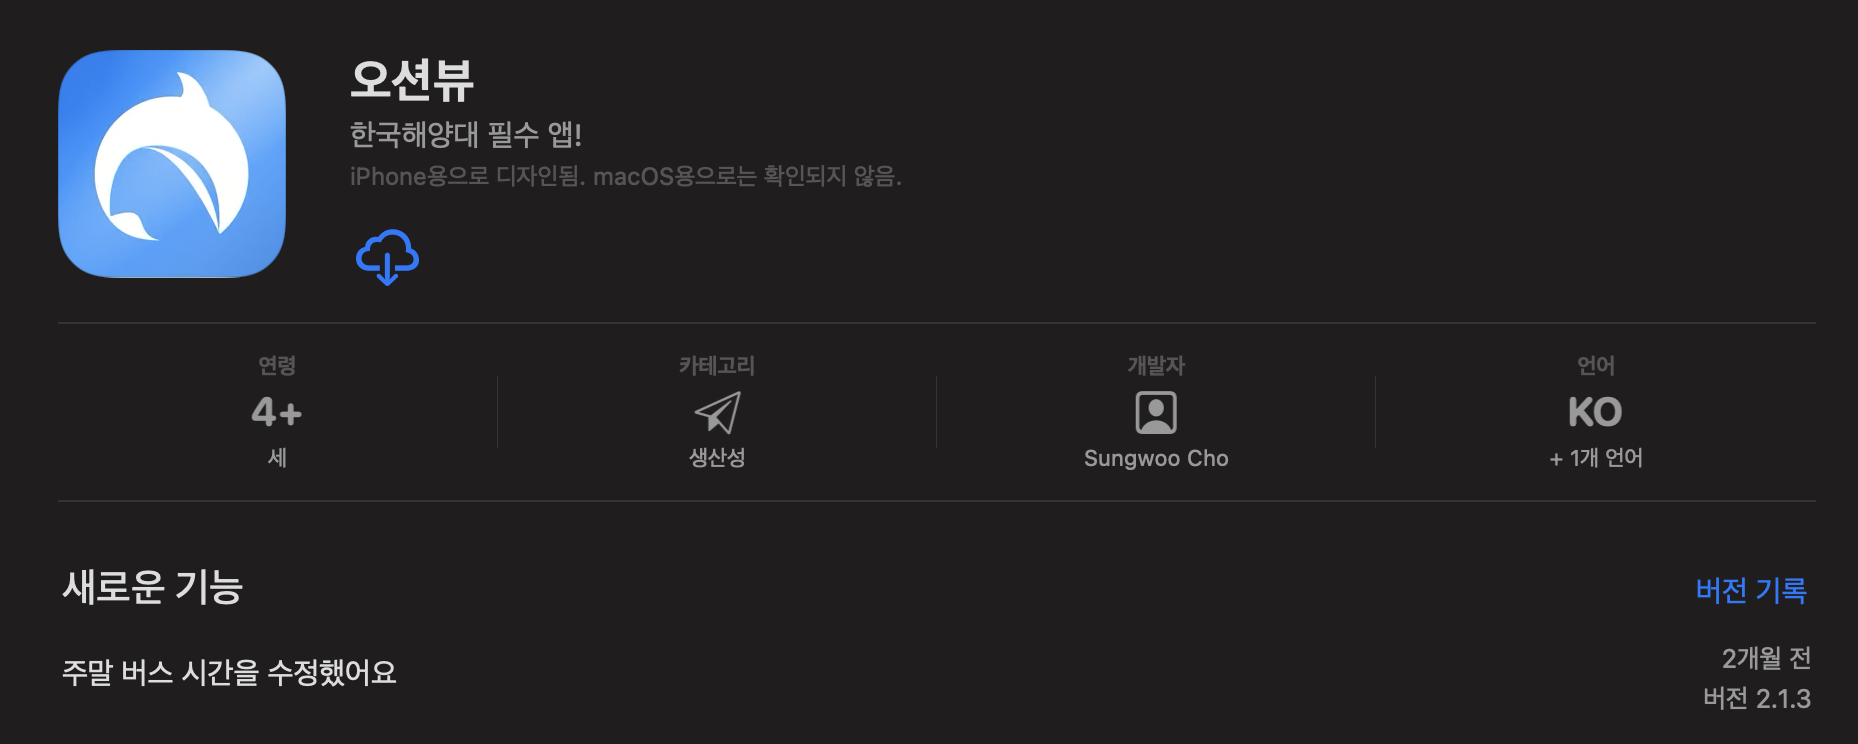 오션뷰
한국해양대 필수 앱!
iPhone용으로 디자인됨. macOS용으로는 확인되지 않음.
연령
4+
세
카테고리
생산성
개발자
Sungwoo Cho
언어
KO
+ 1개 언어
새로운 기능
버전 기록
주말 버스 시간을 수정했어요
2개월 전
버전 2.1.3